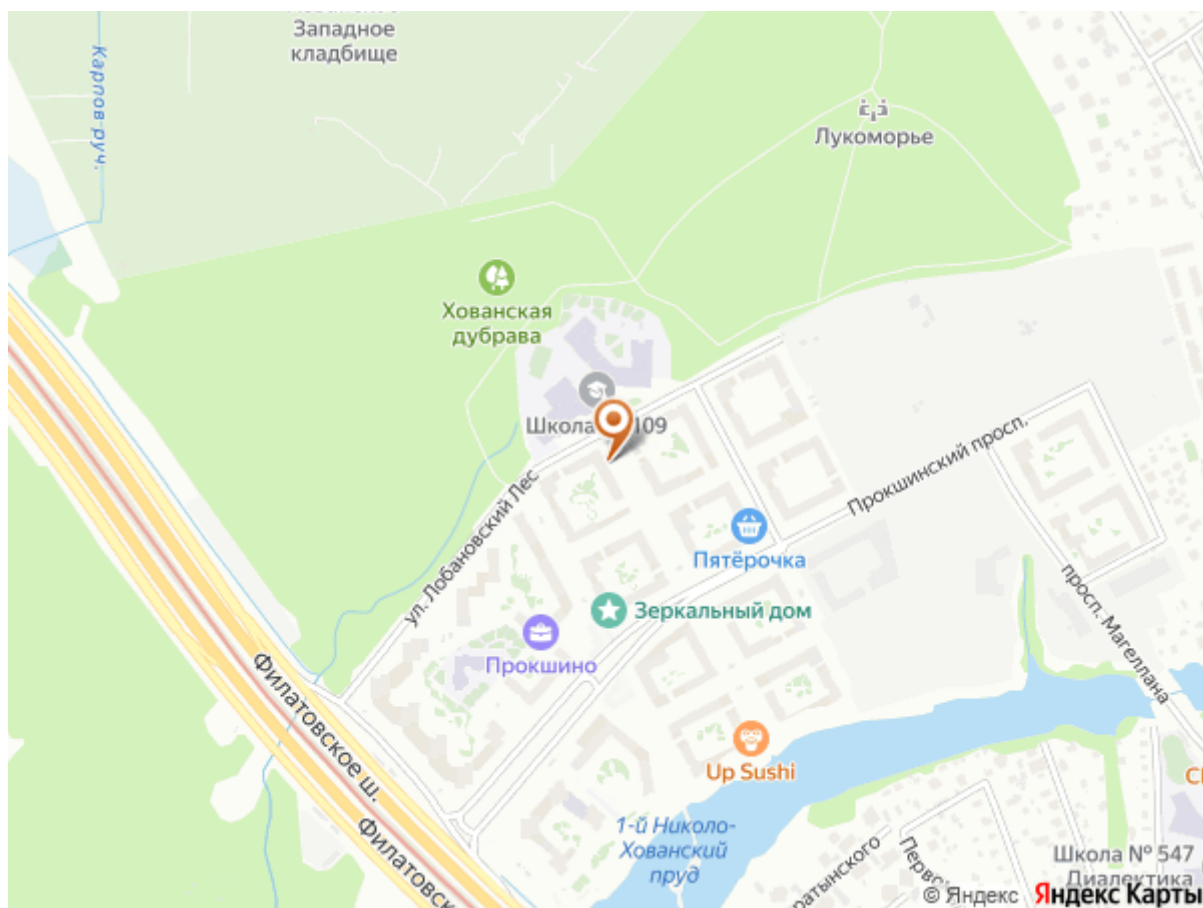 Западное
кладбище
Карпов руч.
Лукоморье
Хованская
дубрава
Школа 109
ул. Лобановский Лес
Прокшинский просп.
Пятёрочка
Зеркальный дом
Прокшино
просп. Магеллана
Филатовское ш.
Up Sushi
1-й Николо-
Хованский
пруд
Школа № 547
Диалектика
© Яндекс Яндекс Карты